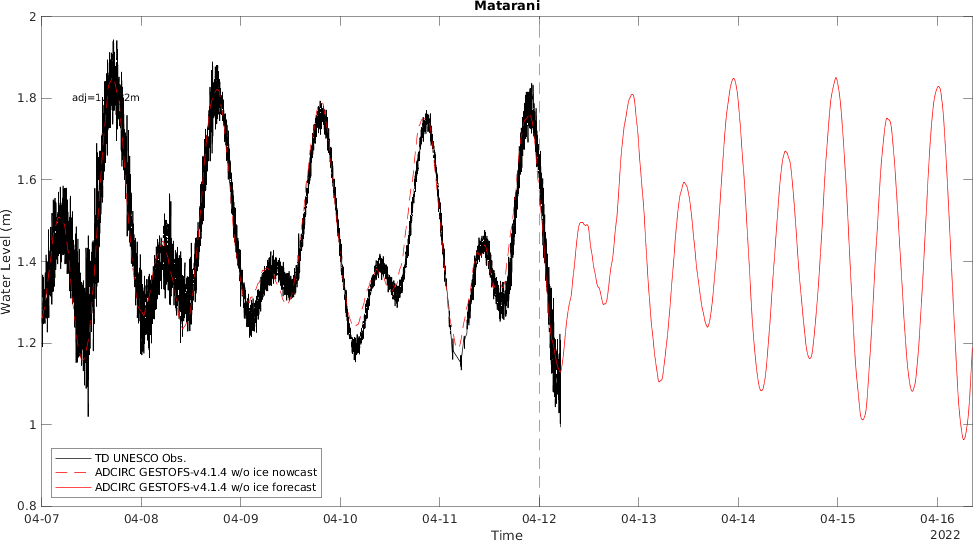 Matarani
2
1.8
1.6
1.4
1.2
1
0.8
Water Level (m)
TD UNESCO Obs.
ADCIRC GESTOFS-v4.1.4 w/o ice nowcast
ADCIRC GESTOFS-v4.1.4 w/o ice forecast
04-07 04-08 04-09 04-10 04-11 04-12 04-13 04-14 04-15 04-16
Time 2022